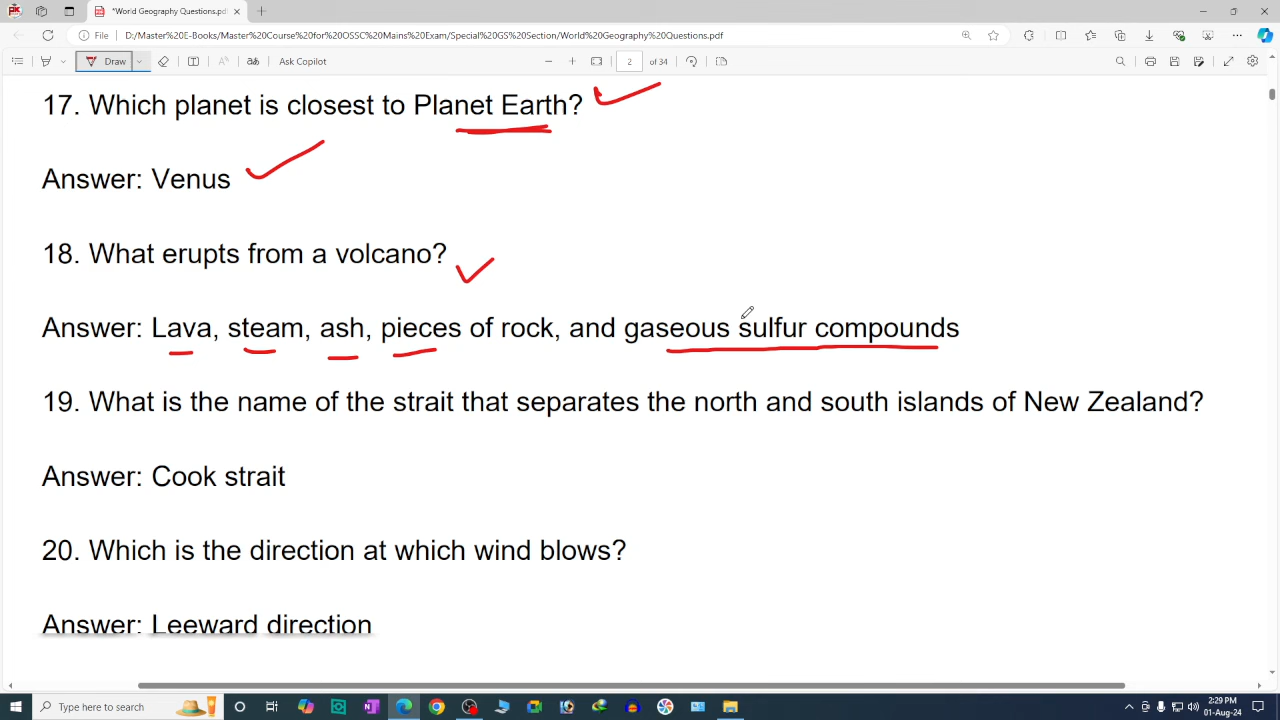 *World Geography Questions.pdf
File D:/Master%20E-Books/Master%20Course%20for%20OSSC%20Mains%20Exam/Special%20GS%20Section/World%20Geography%20Questions.pdf
Draw 2 of 34 Ask Copilot
17. Which planet is closest to Planet Earth?
Answer: Venus
18. What erupts from a volcano?
Answer: Lava, steam, ash, pieces of rock, and gaseous sulfur compounds
19. What is the name of the strait that separates the north and south islands of New Zealand?
Answer: Cook strait
20. Which is the direction at which wind blows?
Answer: Leeward direction
Type here to search
2:29 PM
01-Aug-24